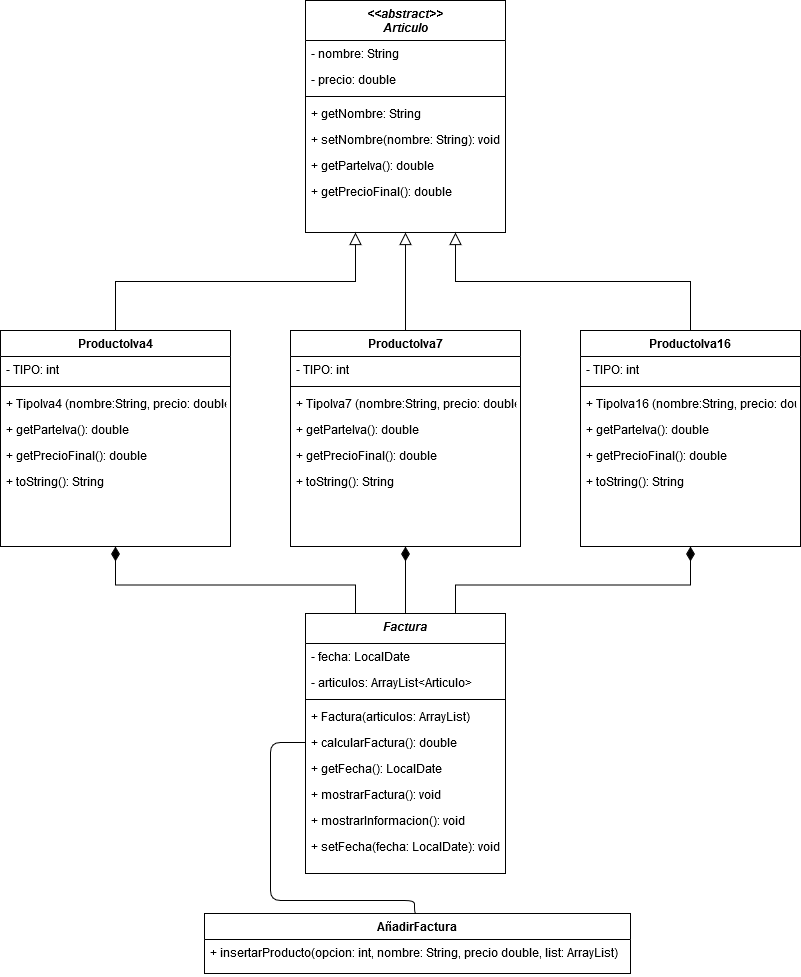 <<abstract>>
Articulo
- nombre: String
- precio: double
+ getNombre: String
+ setNombre(nombre: String): void
+ getParteIva(): double
+ getPrecioFinal(): double
ProductoIva4
- TIPO: int
+ TipoIva4 (nombre:String, precio: double
+ getParteIva(): double
+ getPrecioFinal(): double
+ toString(): String
ProductoIva7
- TIPO: int
+ TipoIva7 (nombre:String, precio: double
+ getParteIva(): double
+ getPrecioFinal(): double
+ toString(): String
ProductoIva16
- TIPO: int
+ TipoIva16 (nombre:String, precio: dou
+ getParteIva(): double
+ getPrecioFinal(): double
+ toString(): String
Factura
- fecha: LocalDate
- articulos: ArrayList<Articulo>
+ Factura(articulos: ArrayList)
+ calcularFactura(): double
+ getFecha(): LocalDate
+ mostrarFactura(): void
+ mostrarInformacion(): void
+ setFecha(fecha: LocalDate): void
AñadirFactura
+ insertarProducto(opcion: int, nombre: String, precio double, list: ArrayList)